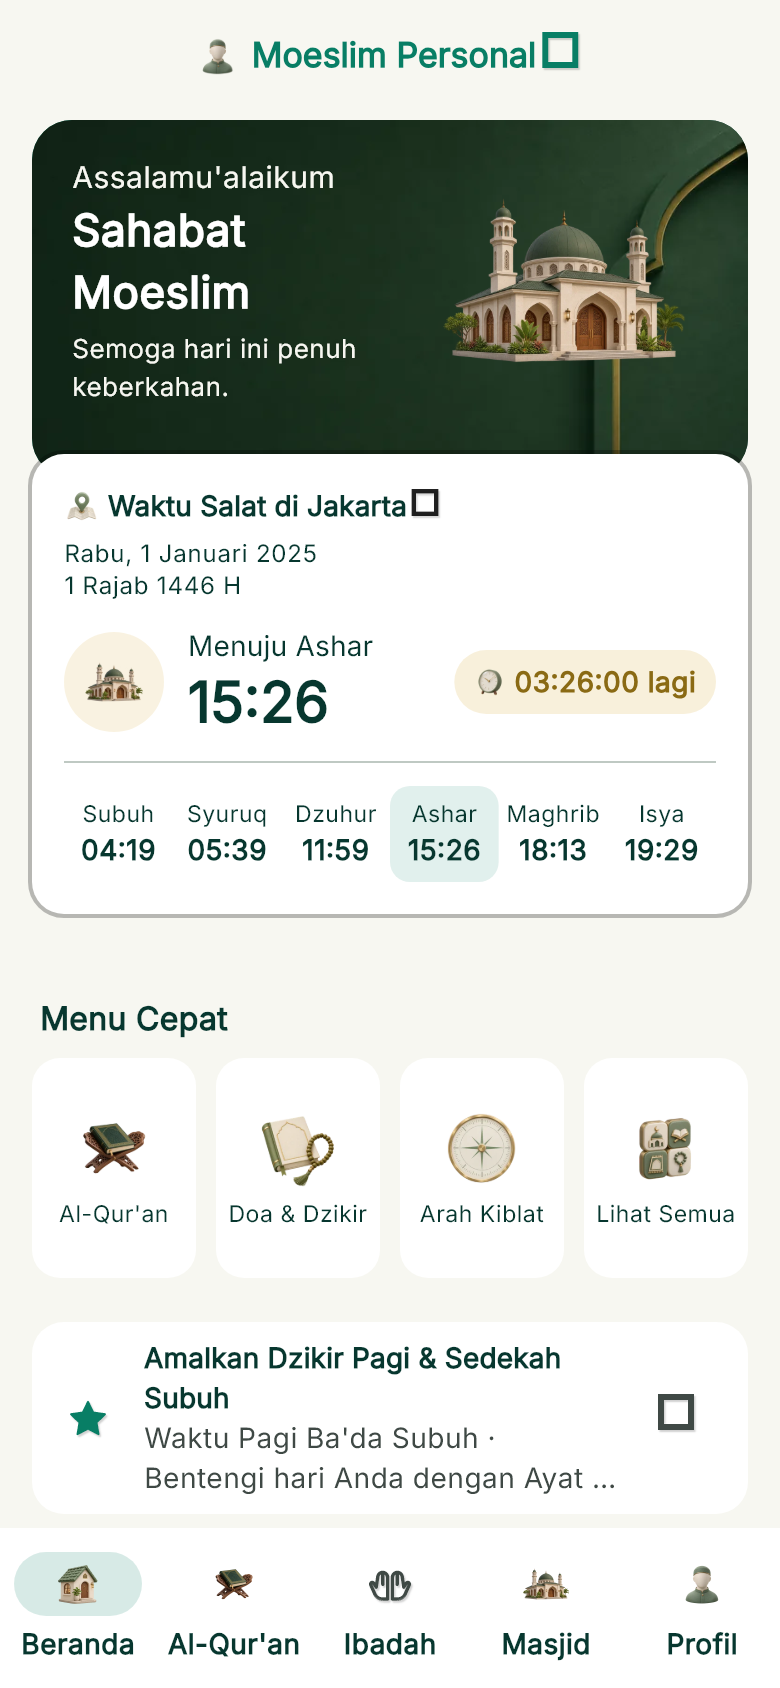 Moeslim Personal
Assalamu'alaikum
Sahabat
Moeslim
Semoga hari ini penuh
keberkahan.
Waktu Salat di Jakarta
Rabu, 1 Januari 2025
1 Rajab 1446 H
Menuju Ashar
15:26
03:26:00 lagi
Subuh Syuruq Dzuhur Ashar Maghrib Isya
04:19 05:39 11:59 15:26 18:13 19:29
Menu Cepat
Al-Qur'an Doa & Dzikir Arah Kiblat Lihat Semua
Amalkan Dzikir Pagi & Sedekah
Subuh
Waktu Pagi Ba'da Subuh ·
Bentengi hari Anda dengan Ayat ...
Beranda Al-Qur'an Ibadah Masjid Profil